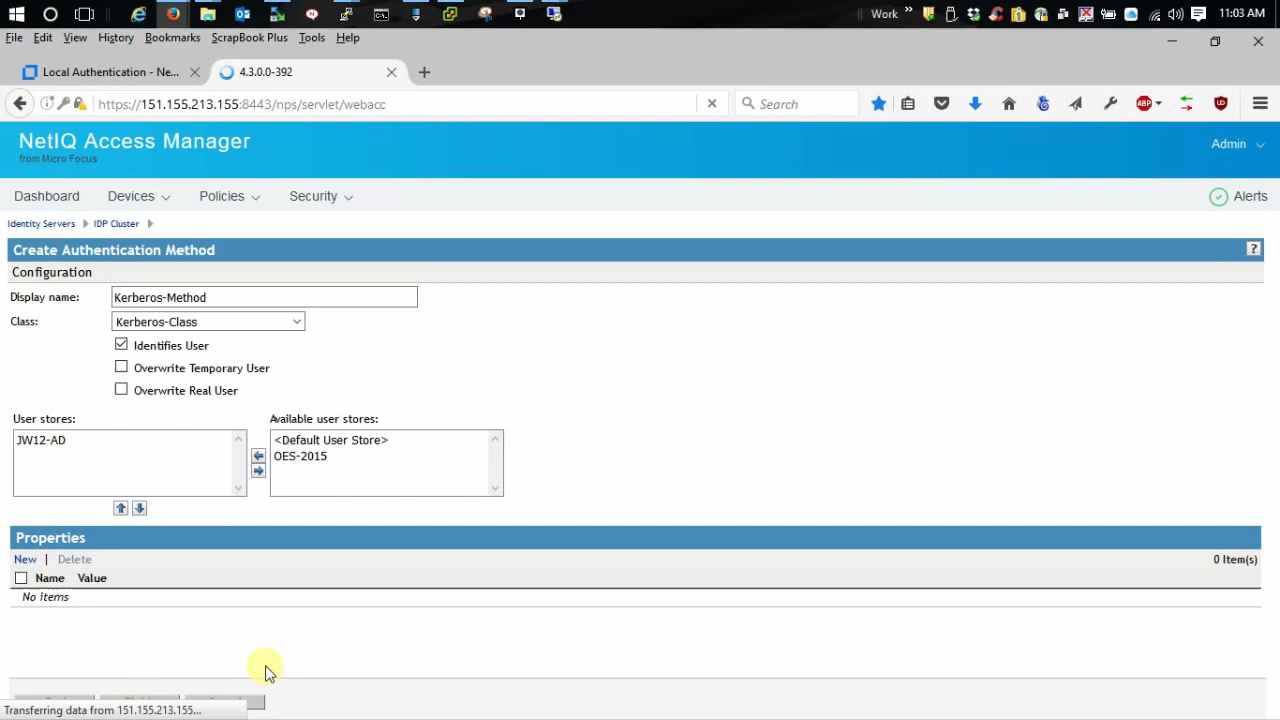 Work » 11:03 AM
File Edit View History Bookmarks ScrapBook Plus Tools Help
Local Authentication - Ne... 4.3.0.0-392
https://151.155.213.155:8443/nps/servlet/webacc Search
NetIQ Access Manager
from Micro Focus
Admin
Dashboard Devices Policies Security Alerts
Identity Servers IDP Cluster
Create Authentication Method ?
Configuration
Display name: Kerberos-Method
Class: Kerberos-Class
Identifies User
Overwrite Temporary User
Overwrite Real User
User stores: Available user stores:
JW12-AD <Default User Store>
OES-2015
Properties
New | Delete 0 Item(s)
Name Value
No items
Transferring data from 151.155.213.155...